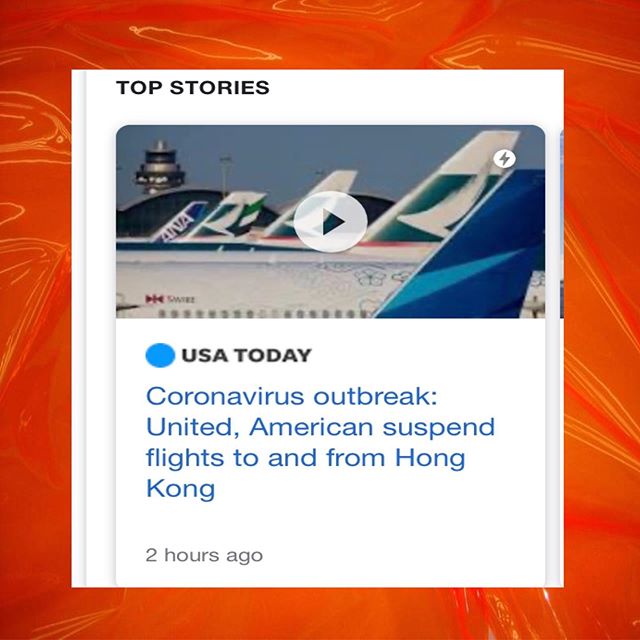 TOP STORIES
ANA
SWIRE
USA TODAY
Coronavirus outbreak:
United, American suspend
flights to and from Hong
Kong
2 hours ago